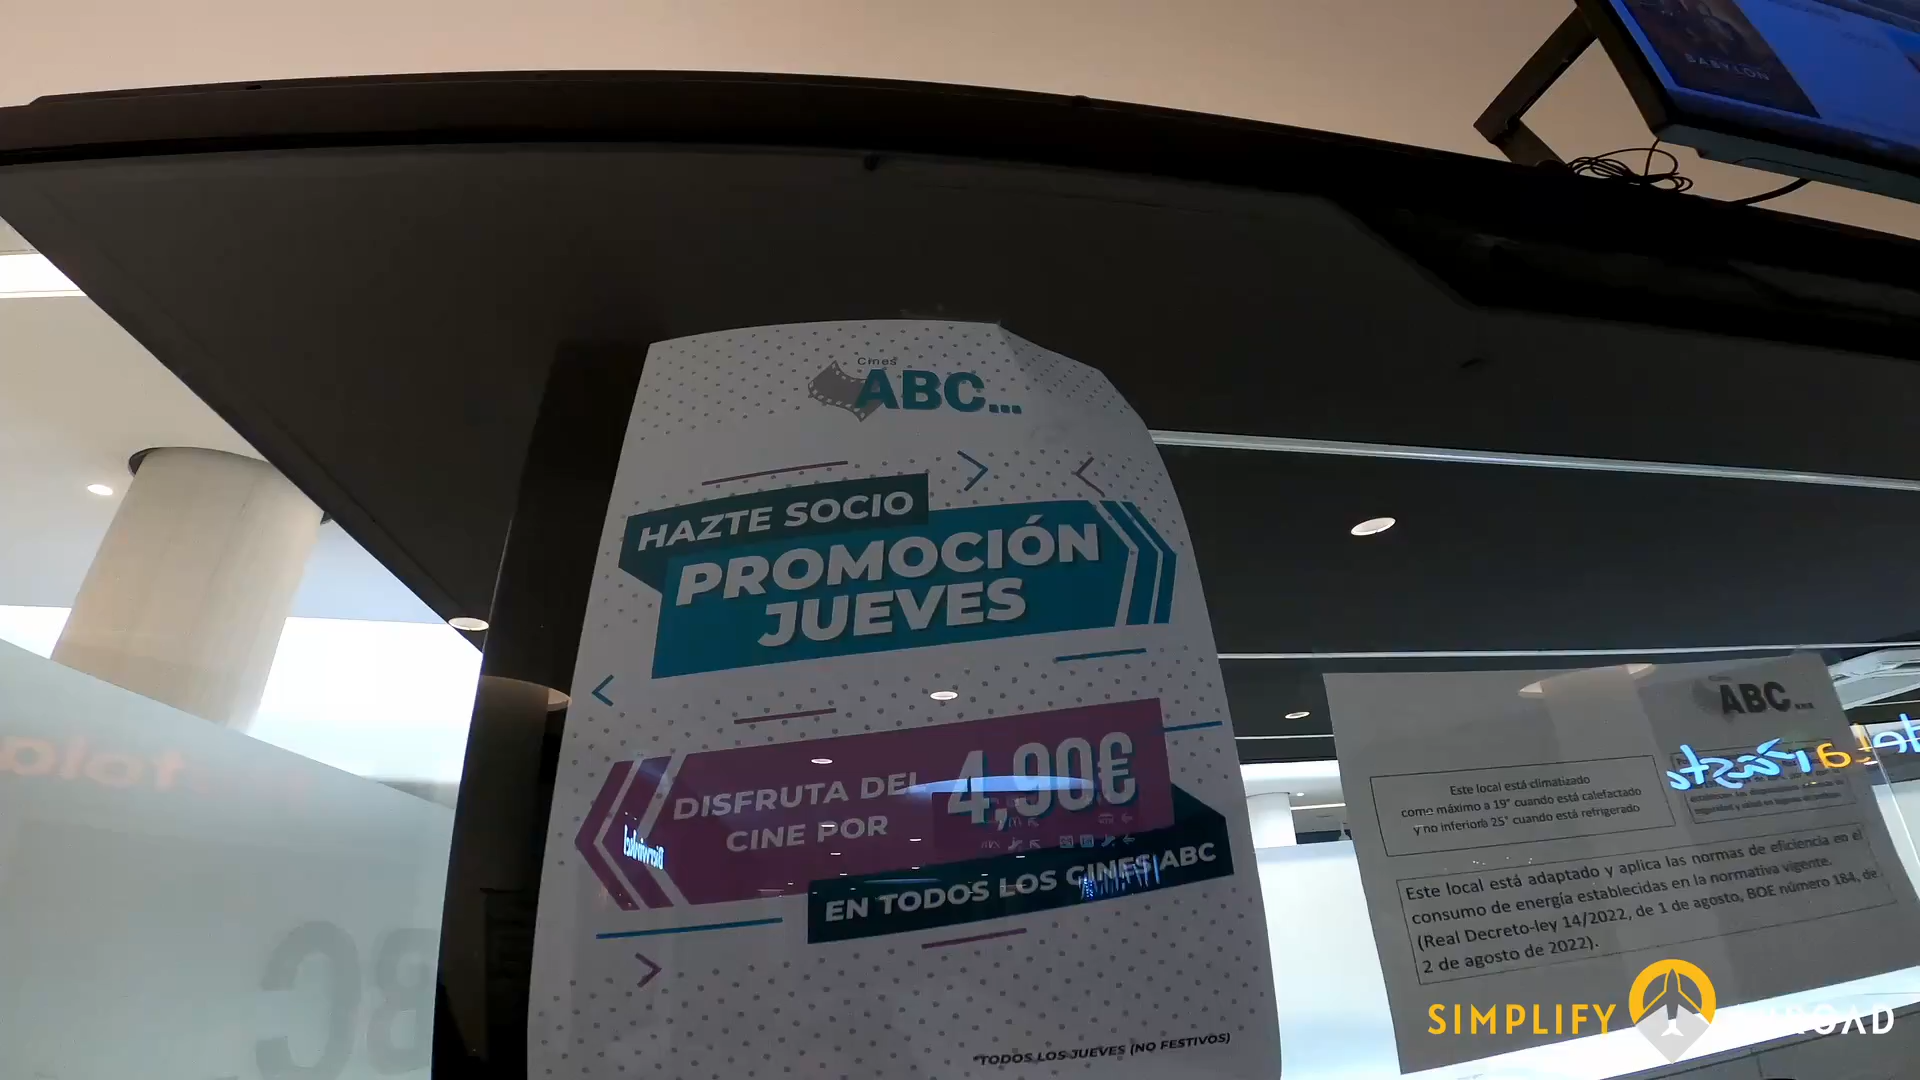 BABYLON
Cines
ABC...
HAZTE SOCIO
PROMOCIÓN
JUEVES
DISFRUTA DEL
CINE POR
4,90€
EN TODOS LOS CINES ABC
*TODOS LOS JUEVES (NO FESTIVOS)
ABC...
Este local está climatizado
como máximo a 19° cuando está calefactado
y no inferiorb 25° cuando está refrigerado
Este local está adaptado y aplica las normas de eficiencia en el
consumo de energía establecidas en la normativa vigente.
(Real Decreto-ley 14/2022, de 1 de agosto, BOE número 184, de
2 de agosto de 2022).
SIMPLIFY